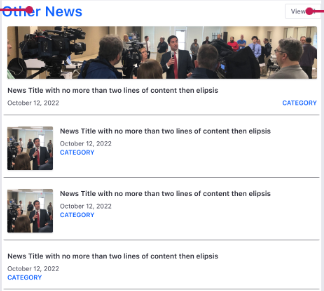 Other News
View
News Title with no more than two lines of content then elipsis
October 12, 2022
CATEGORY
News Title with no more than two lines of content then elipsis
October 12, 2022
CATEGORY
News Title with no more than two lines of content then elipsis
October 12, 2022
CATEGORY
News Title with no more than two lines of content then elipsis
October 12, 2022
CATEGORY